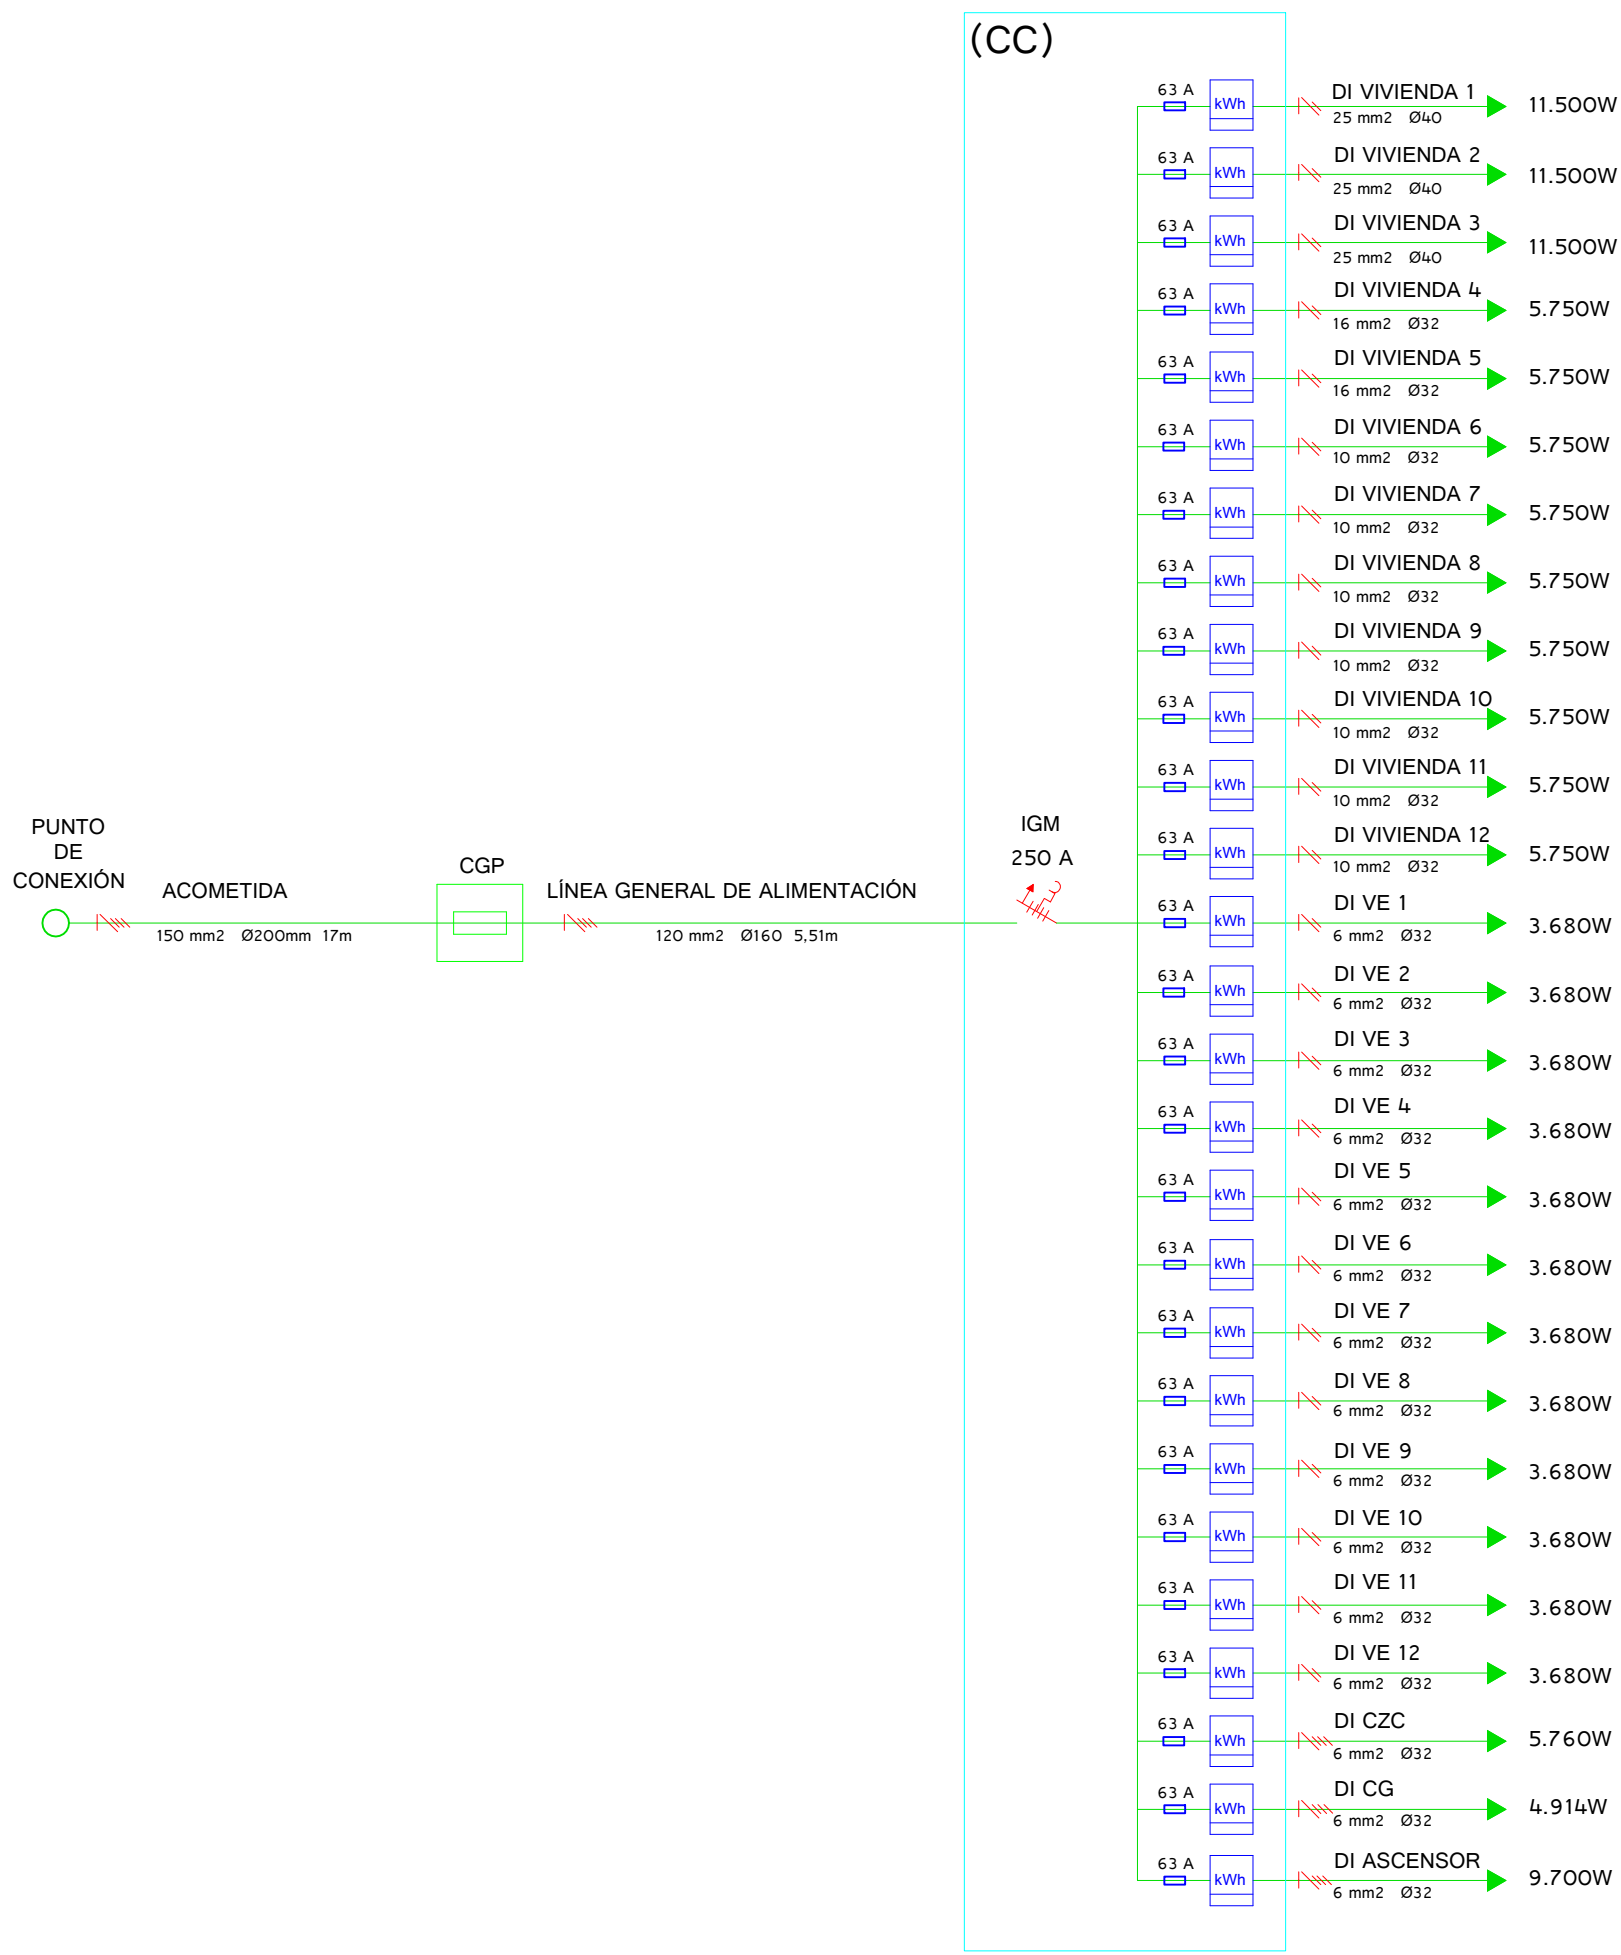 (CC)
63 A
kWh
DI VIVIENDA 1
25 mm2 Ø40
11.500W
63 A
kWh
DI VIVIENDA 2
25 mm2 Ø40
11.500W
63 A
kWh
DI VIVIENDA 3
25 mm2 Ø40
11.500W
63 A
kWh
DI VIVIENDA 4
16 mm2 Ø32
5.750W
63 A
kWh
DI VIVIENDA 5
16 mm2 Ø32
5.750W
63 A
kWh
DI VIVIENDA 6
10 mm2 Ø32
5.750W
63 A
kWh
DI VIVIENDA 7
10 mm2 Ø32
5.750W
63 A
kWh
DI VIVIENDA 8
10 mm2 Ø32
5.750W
63 A
kWh
DI VIVIENDA 9
10 mm2 Ø32
5.750W
63 A
kWh
DI VIVIENDA 10
10 mm2 Ø32
5.750W
63 A
kWh
DI VIVIENDA 11
10 mm2 Ø32
5.750W
63 A
kWh
DI VIVIENDA 12
10 mm2 Ø32
5.750W
PUNTO
DE
CONEXIÓN
ACOMETIDA
150 mm2 Ø200mm 17m
CGP
LÍNEA GENERAL DE ALIMENTACIÓN
120 mm2 Ø160 5,51m
IGM
250 A
63 A
kWh
DI VE 1
6 mm2 Ø32
3.680W
63 A
kWh
DI VE 2
6 mm2 Ø32
3.680W
63 A
kWh
DI VE 3
6 mm2 Ø32
3.680W
63 A
kWh
DI VE 4
6 mm2 Ø32
3.680W
63 A
kWh
DI VE 5
6 mm2 Ø32
3.680W
63 A
kWh
DI VE 6
6 mm2 Ø32
3.680W
63 A
kWh
DI VE 7
6 mm2 Ø32
3.680W
63 A
kWh
DI VE 8
6 mm2 Ø32
3.680W
63 A
kWh
DI VE 9
6 mm2 Ø32
3.680W
63 A
kWh
DI VE 10
6 mm2 Ø32
3.680W
63 A
kWh
DI VE 11
6 mm2 Ø32
3.680W
63 A
kWh
DI VE 12
6 mm2 Ø32
3.680W
63 A
kWh
DI CZC
6 mm2 Ø32
5.760W
63 A
kWh
DI CG
6 mm2 Ø32
4.914W
63 A
kWh
DI ASCENSOR
6 mm2 Ø32
9.700W